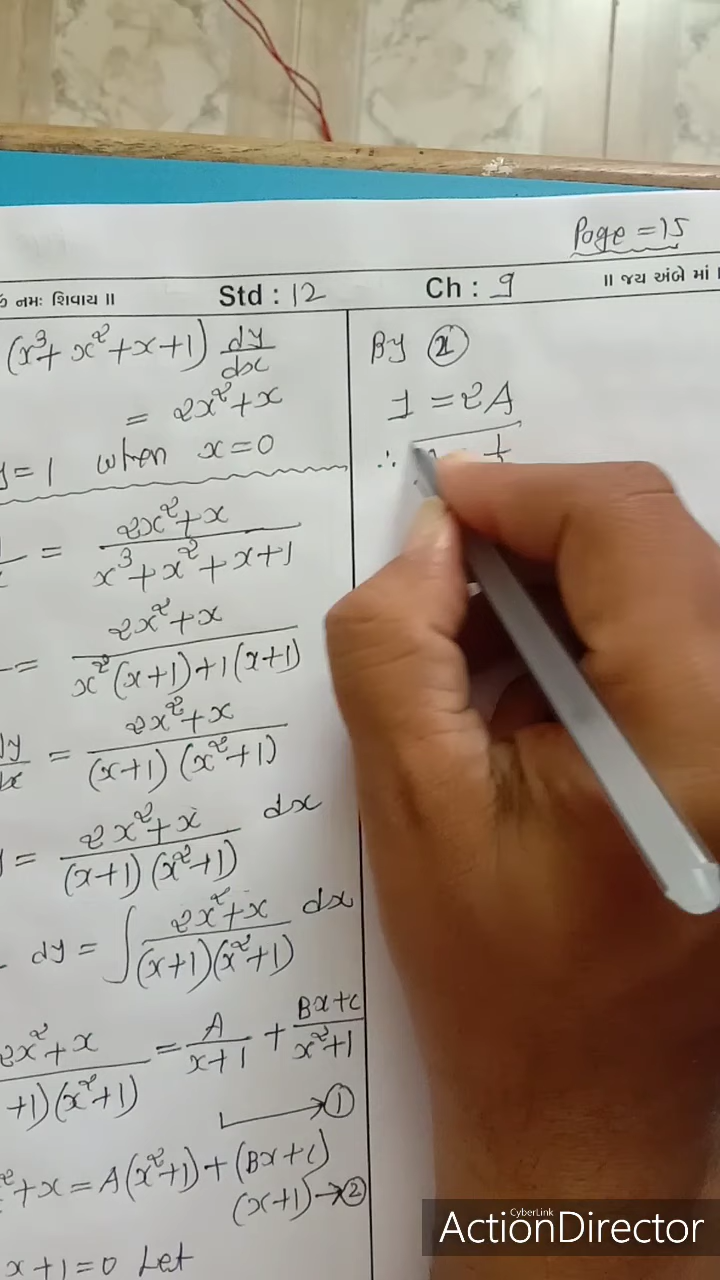 Page = 15
નમઃ શિવાય ॥ Std : 12 Ch : 9 ॥ જય અંબે માં ॥
(x³ + x² + x + 1) dy/dx
= 2x² + x
y = 1 when x = 0
= 2x² + x / x³ + x² + x + 1
= 2x² + x / x²(x + 1) + 1(x + 1)
dy/dx = 2x² + x / (x + 1)(x² + 1)
= 2x² + x / (x + 1)(x² + 1) dx
dy = ∫ 2x² + x / (x + 1)(x² + 1) dx
2x² + x / +1)(x² + 1) = A / x + 1 + Bx + C / x² + 1
→ ①
² + x = A(x² + 1) + (Bx + C)
(x + 1) → ②
x + 1 = 0 Let
By ②
1 = 2A
∴
CyberLink
ActionDirector